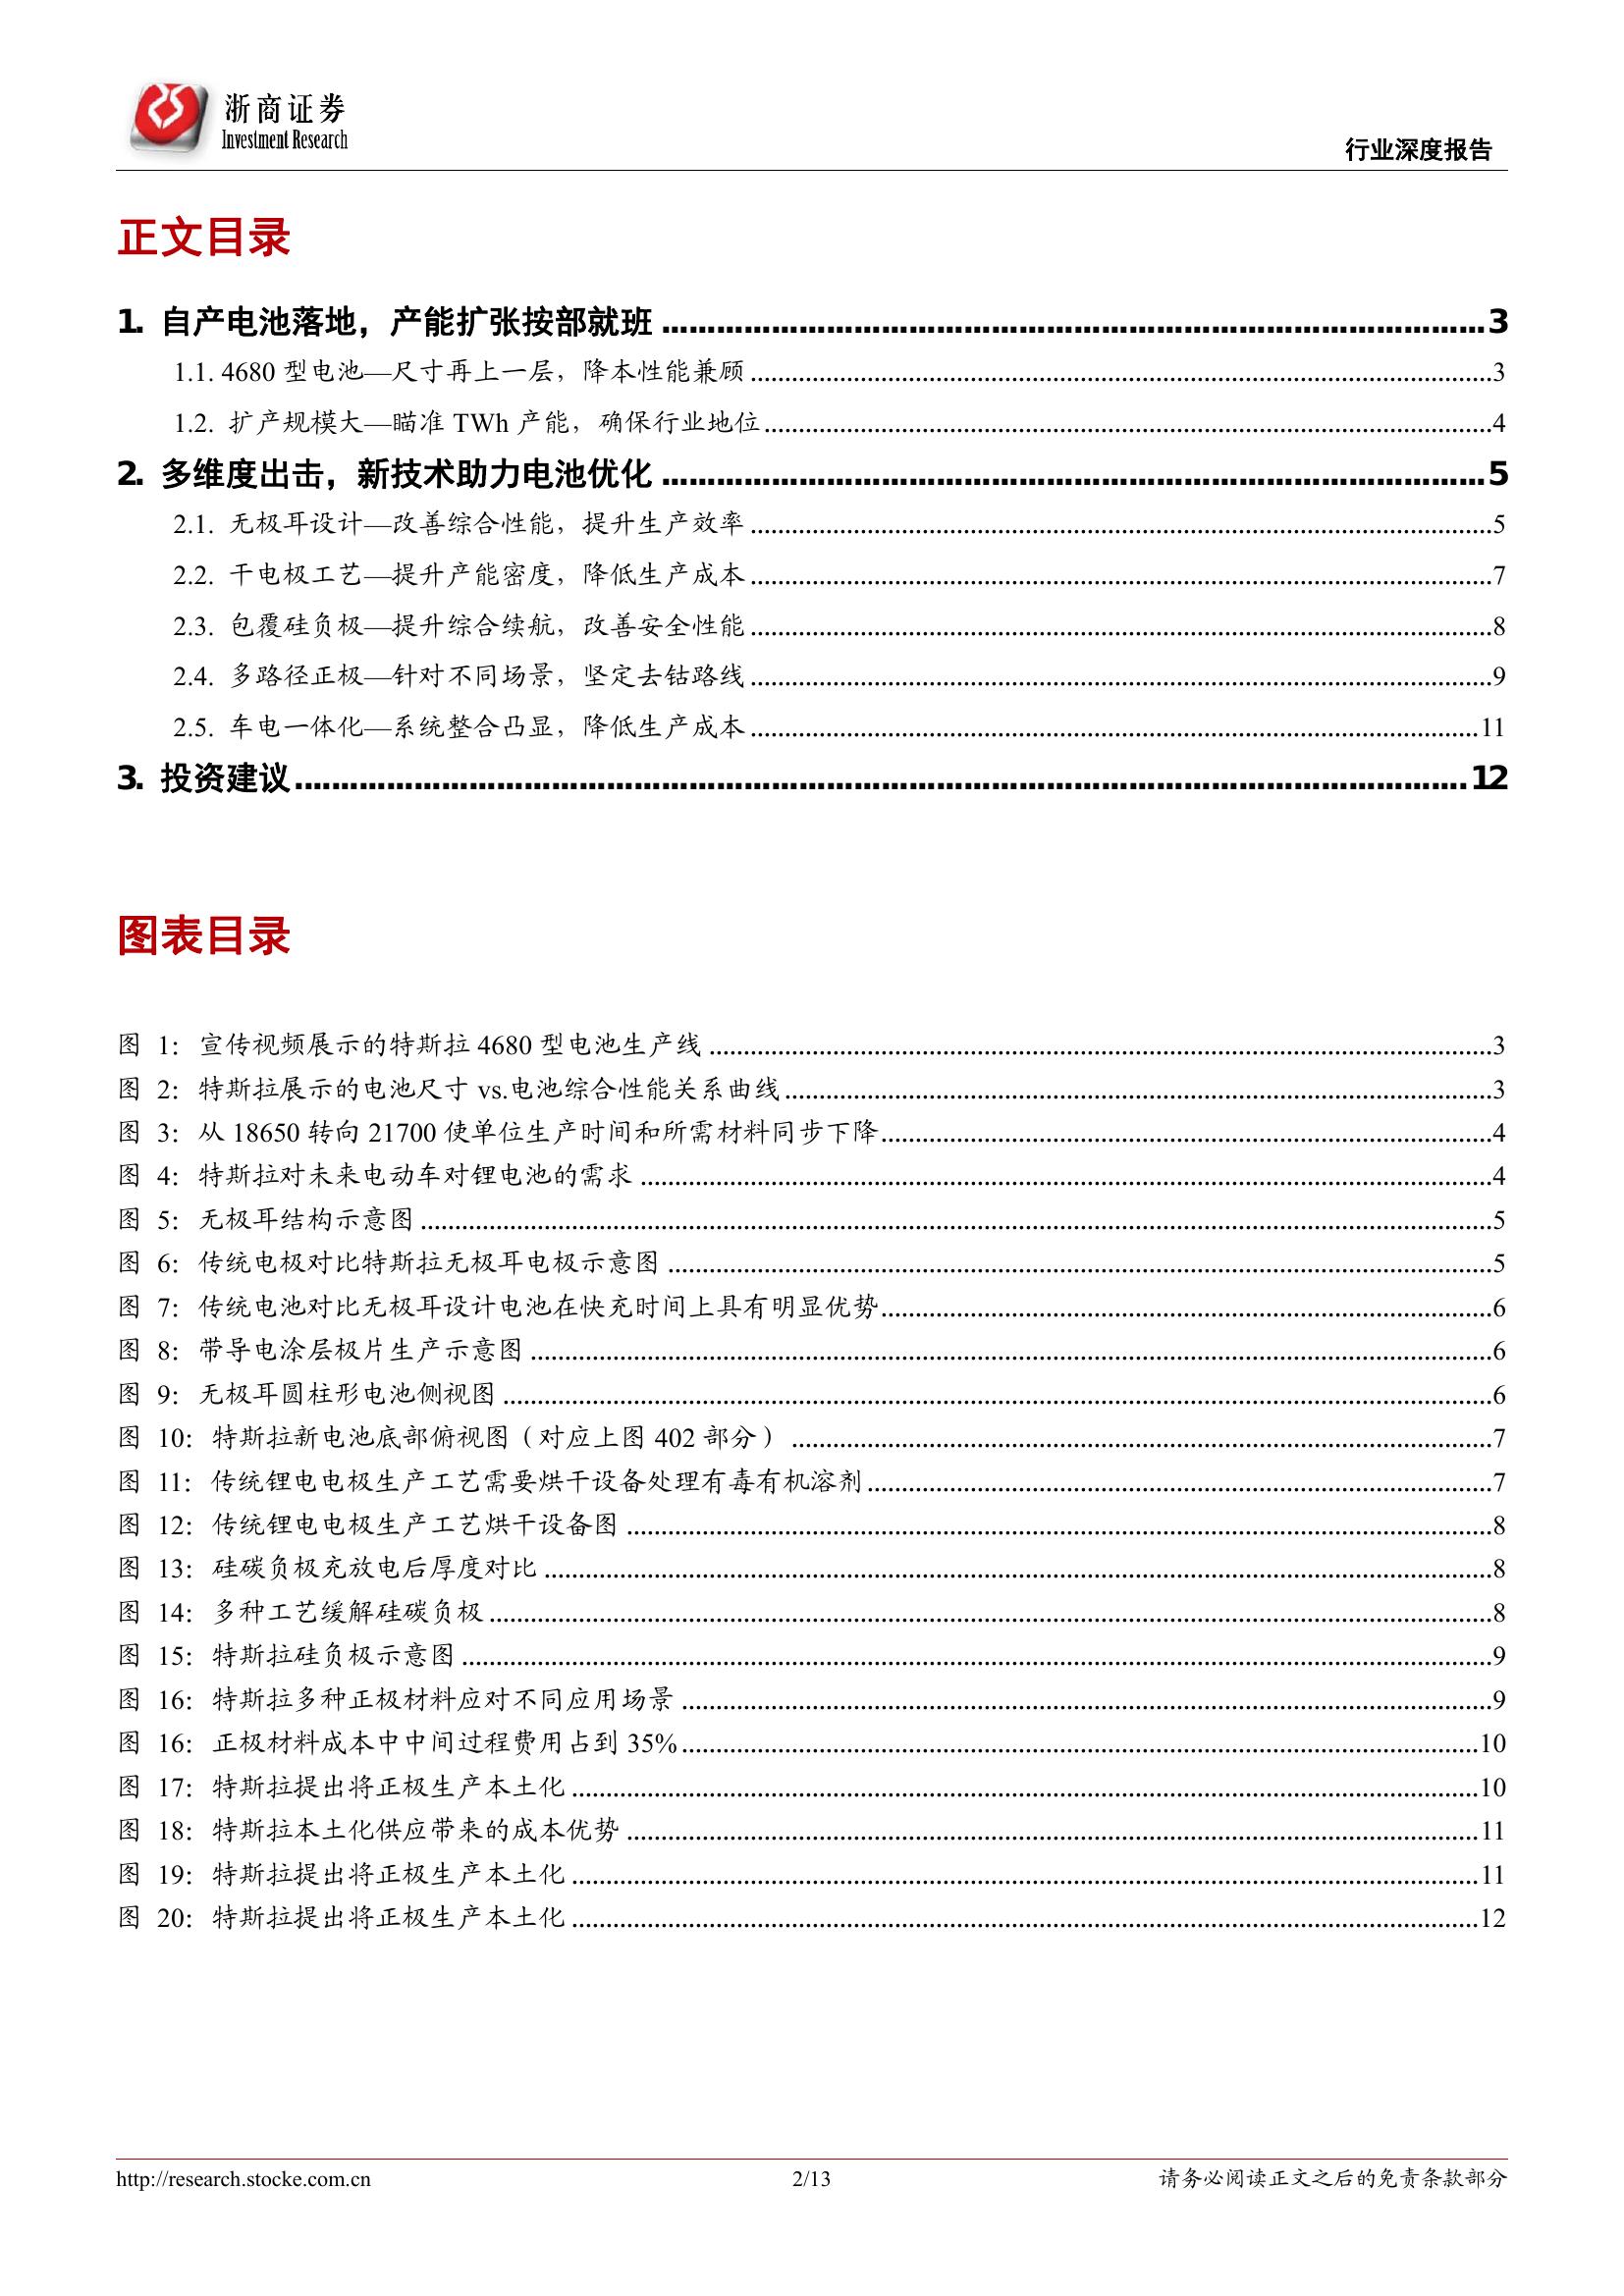 浙商证券
Investment Research
行业深度报告
正文目录
1. 自产电池落地，产能扩张按部就班 ........ 3
1.1. 4680 型电池—尺寸再上一层，降本性能兼顾 ........ 3
1.2. 扩产规模大—瞄准 TWh 产能，确保行业地位 ........ 4
2. 多维度出击，新技术助力电池优化 ........ 5
2.1. 无极耳设计—改善综合性能，提升生产效率 ........ 5
2.2. 干电极工艺—提升产能密度，降低生产成本 ........ 7
2.3. 包覆硅负极—提升综合续航，改善安全性能 ........ 8
2.4. 多路径正极—针对不同场景，坚定去钴路线 ........ 9
2.5. 车电一体化—系统整合凸显，降低生产成本 ........ 11
3. 投资建议 ........ 12
图表目录
图 1：宣传视频展示的特斯拉 4680 型电池生产线 ........ 3
图 2：特斯拉展示的电池尺寸 vs.电池综合性能关系曲线 ........ 3
图 3：从 18650 转向 21700 使单位生产时间和所需材料同步下降 ........ 4
图 4：特斯拉对未来电动车对锂电池的需求 ........ 4
图 5：无极耳结构示意图 ........ 5
图 6：传统电极对比特斯拉无极耳电极示意图 ........ 5
图 7：传统电池对比无极耳设计电池在快充时间上具有明显优势 ........ 6
图 8：带导电涂层极片生产示意图 ........ 6
图 9：无极耳圆柱形电池侧视图 ........ 6
图 10：特斯拉新电池底部俯视图（对应上图 402 部分） ........ 7
图 11：传统锂电电极生产工艺需要烘干设备处理有毒有机溶剂 ........ 7
图 12：传统锂电电极生产工艺烘干设备图 ........ 8
图 13：硅碳负极充放电后厚度对比 ........ 8
图 14：多种工艺缓解硅碳负极 ........ 8
图 15：特斯拉硅负极示意图 ........ 9
图 16：特斯拉多种正极材料应对不同应用场景 ........ 9
图 16：正极材料成本中中间过程费用占到 35% ........ 10
图 17：特斯拉提出将正极生产本土化 ........ 10
图 18：特斯拉本土化供应带来的成本优势 ........ 11
图 19：特斯拉提出将正极生产本土化 ........ 11
图 20：特斯拉提出将正极生产本土化 ........ 12
http://research.stocke.com.cn
2/13
请务必阅读正文之后的免责条款部分